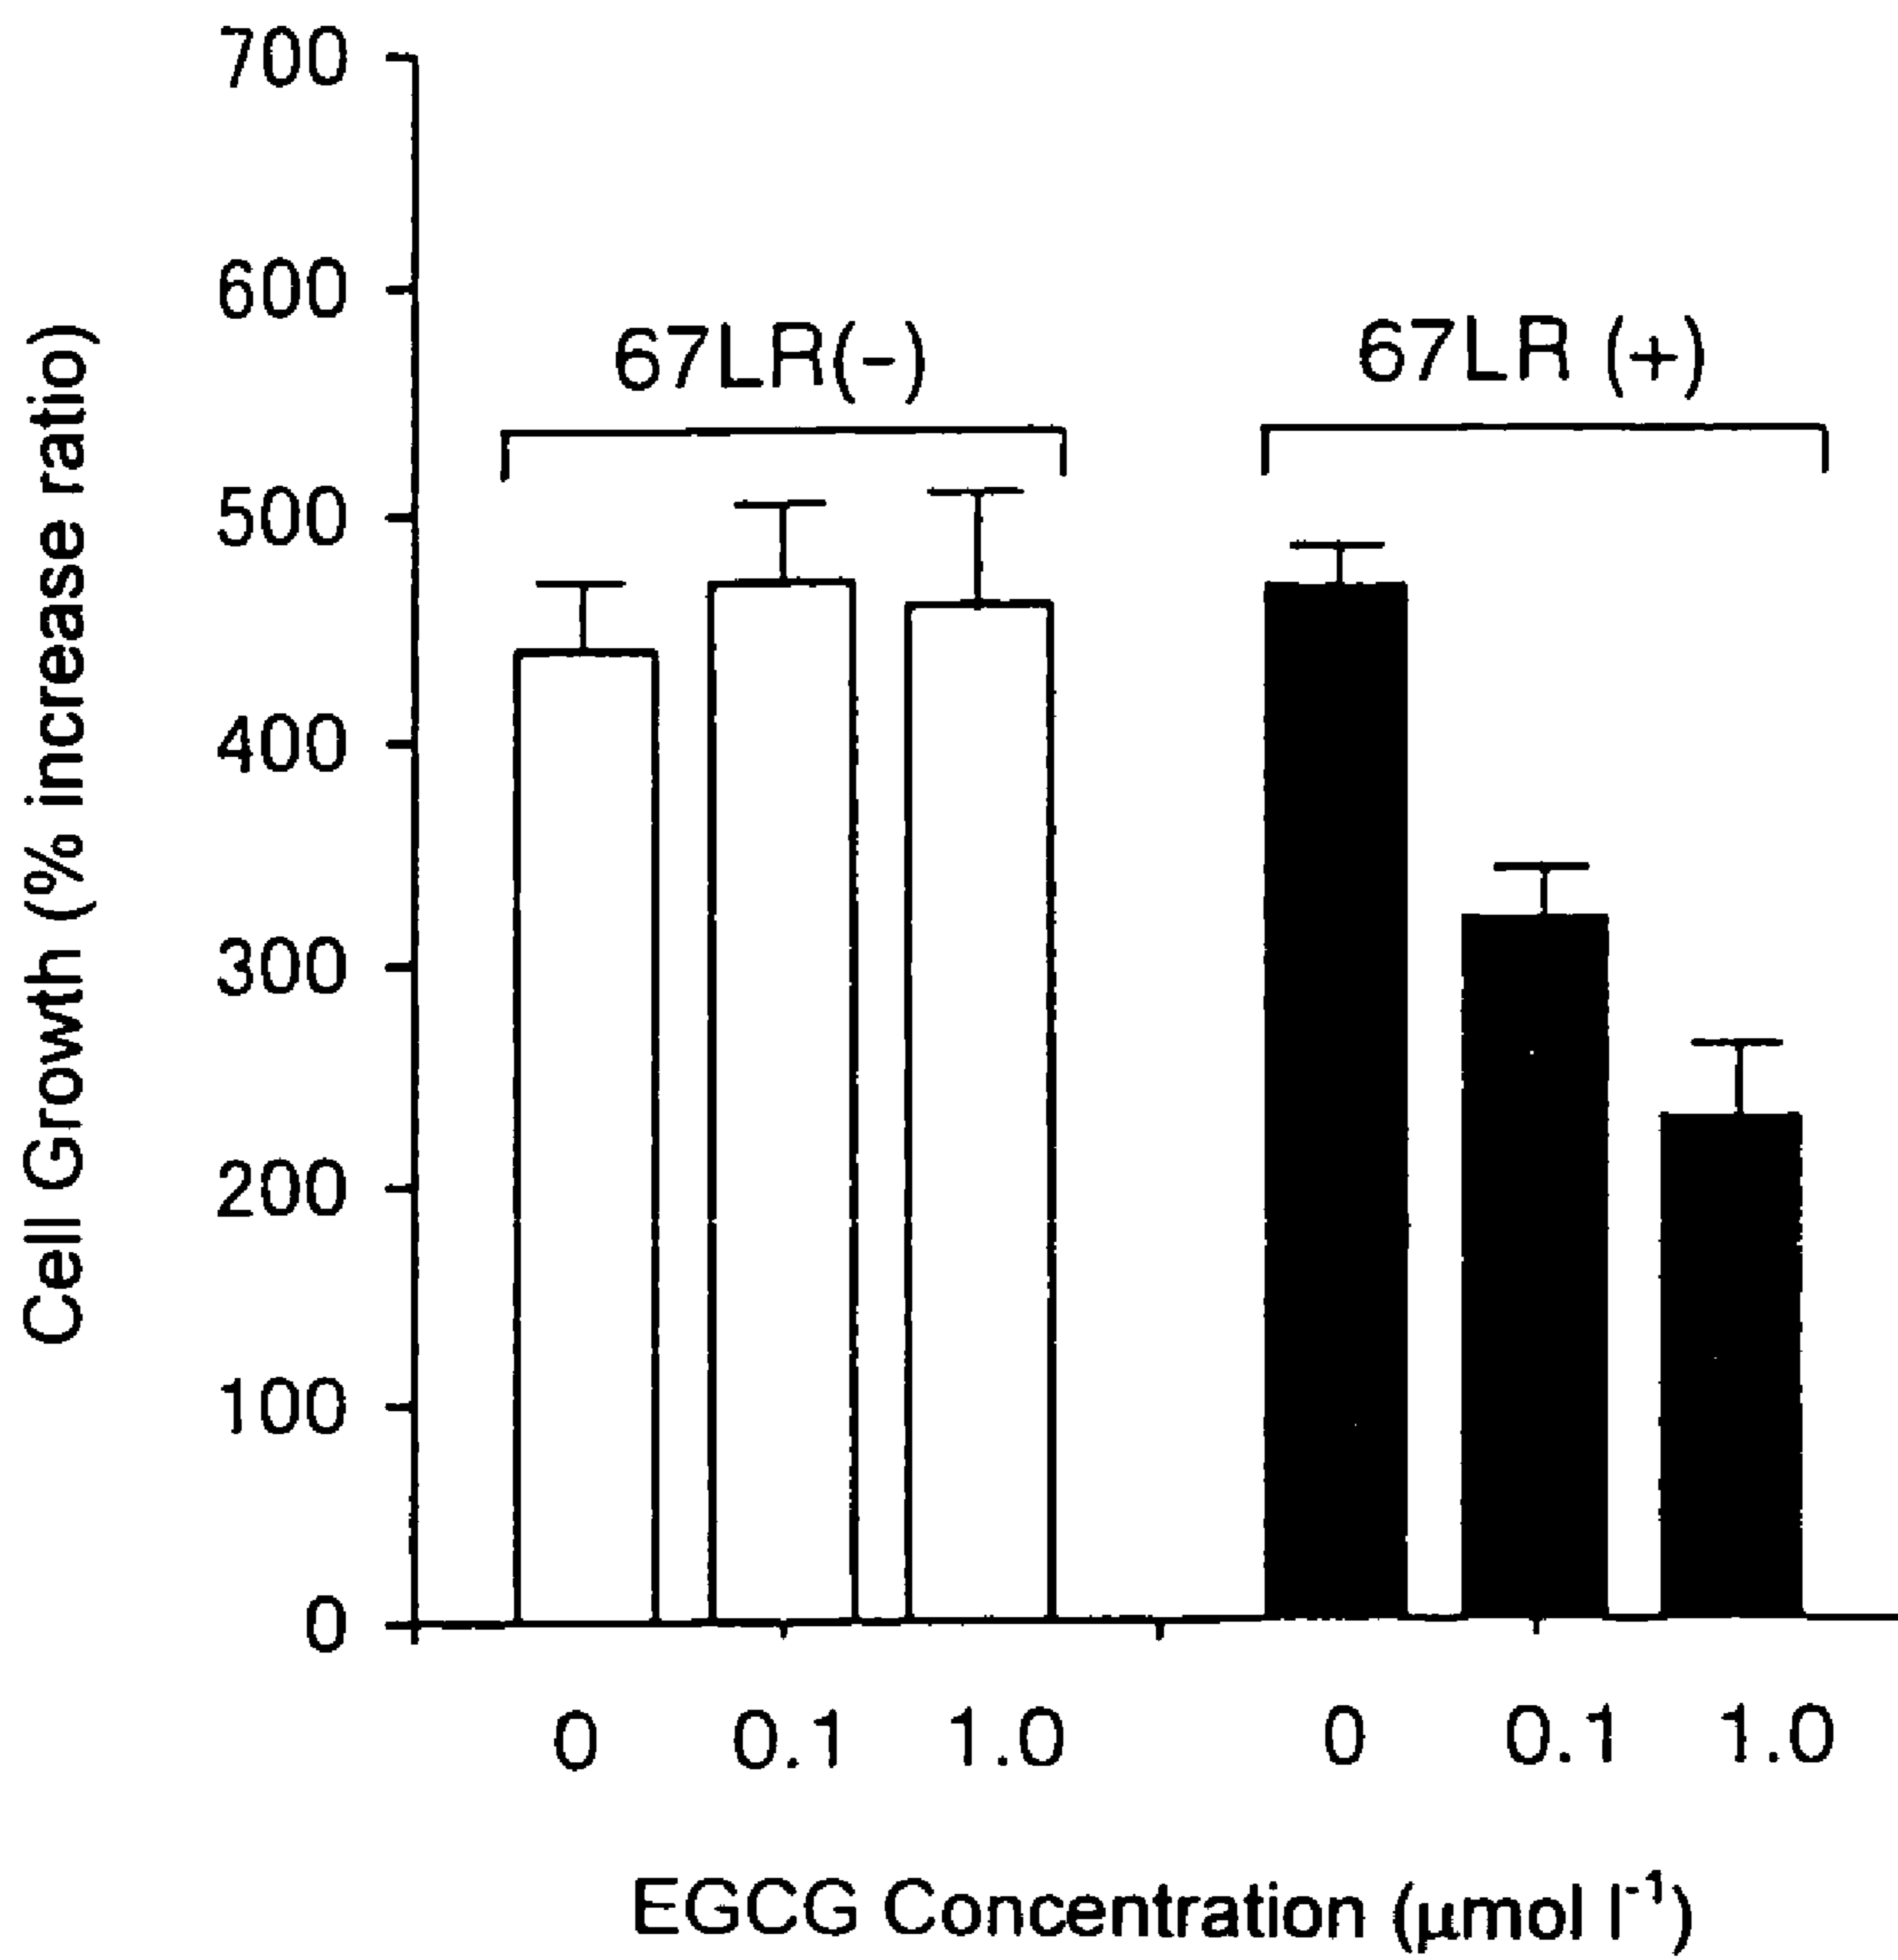 Cell Growth (% increase ratio)
700
600
500
400
300
200
100
0
67LR(-)
67LR (+)
0 0.1 1.0 0 0.1 1.0
EGCG Concentration (µmol l⁻¹)